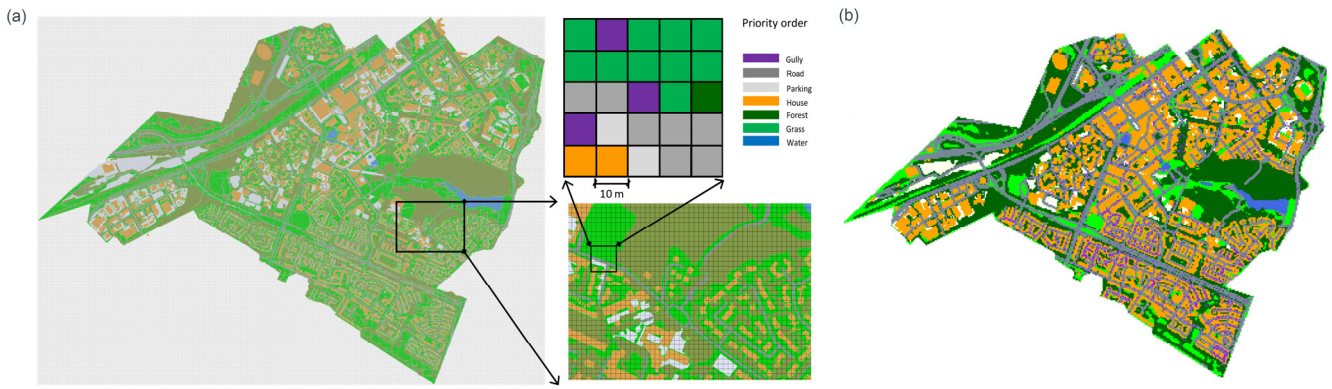 (a)
Priority order
Gully
Road
Parking
House
Forest
Grass
Water
10 m
(b)